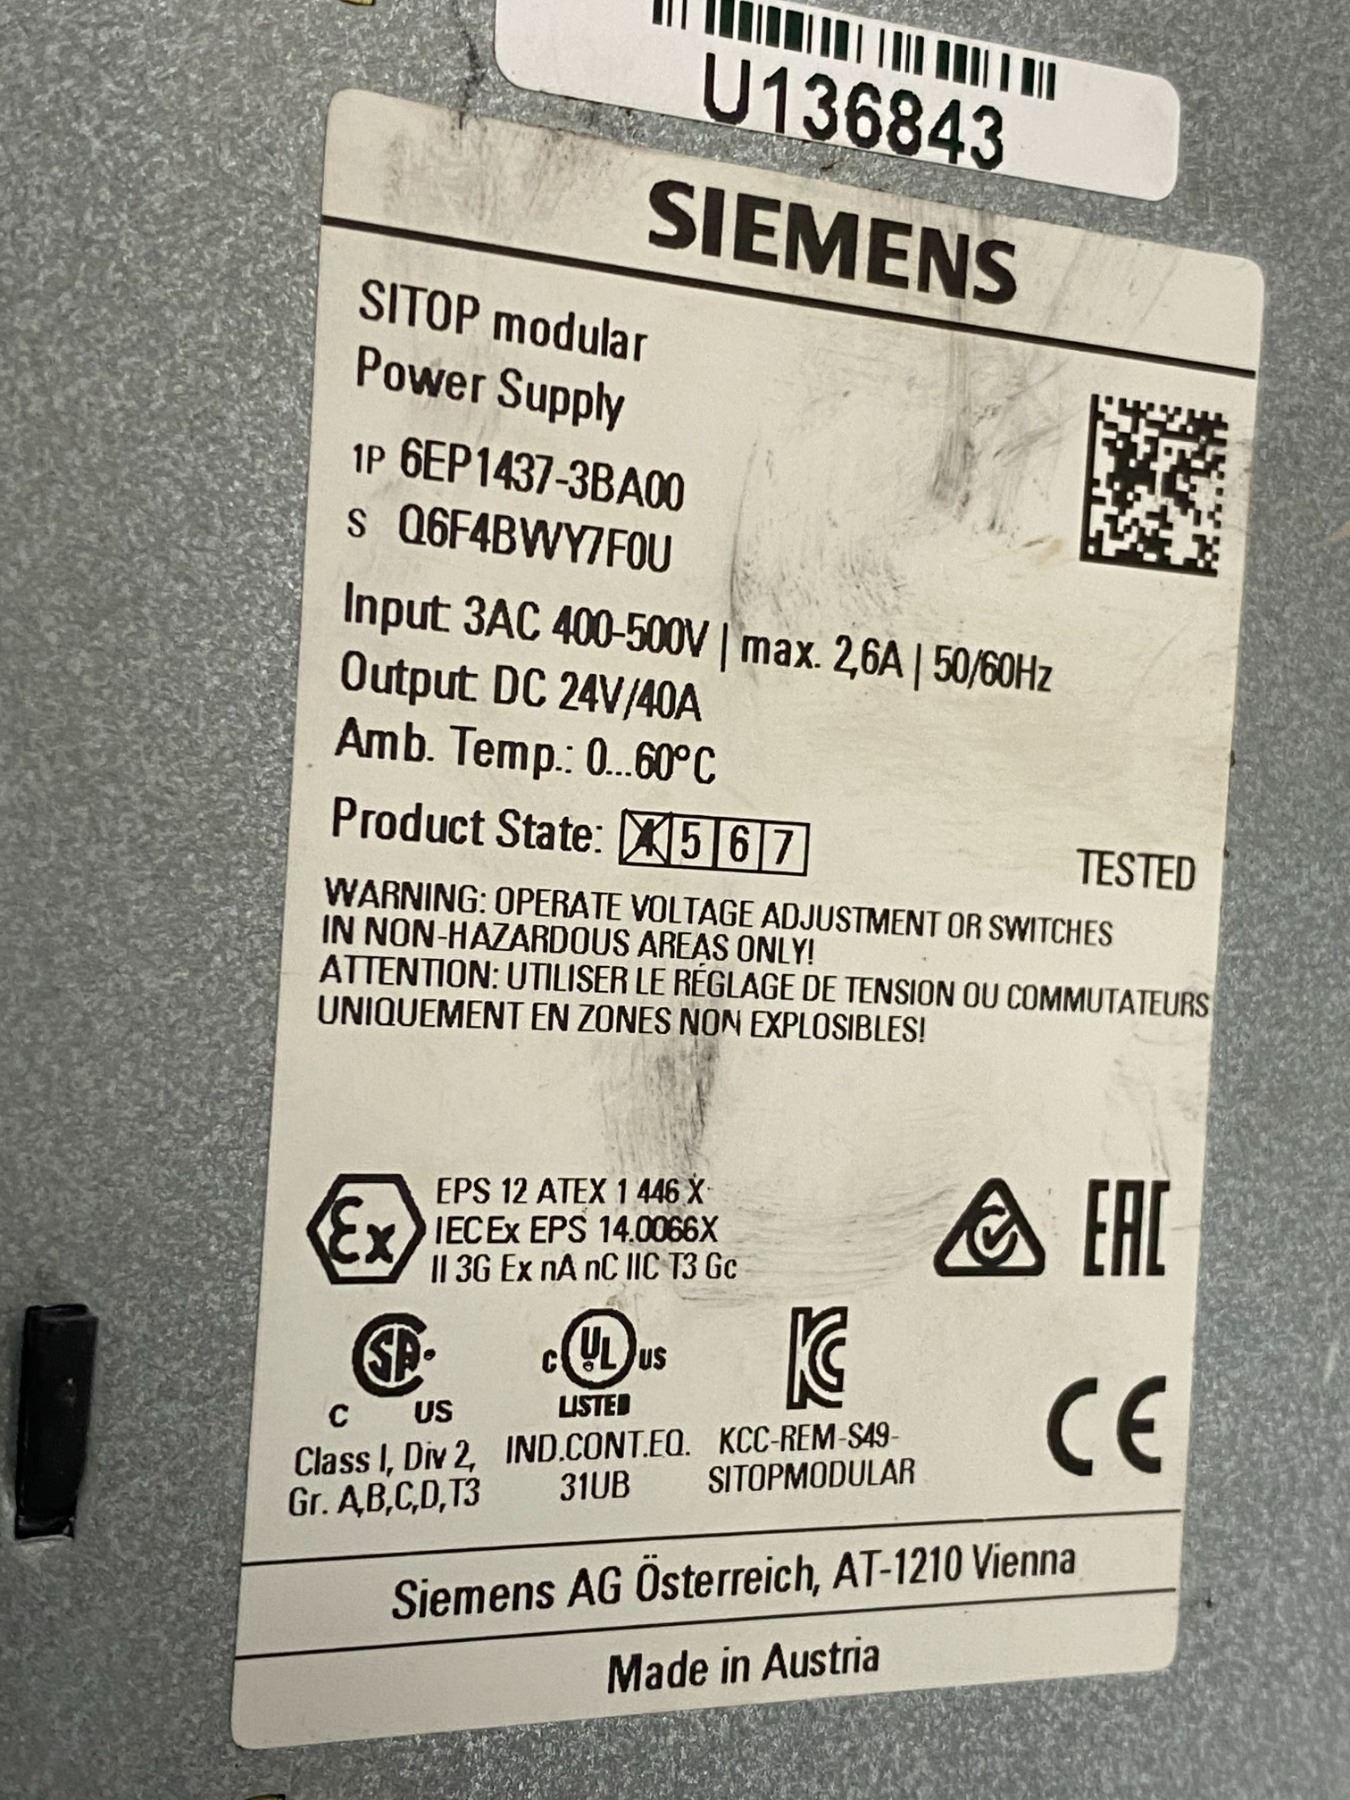 U136843
SIEMENS
SITOP modular
Power Supply
1P 6EP1437-3BA00
S Q6F4BWY7F0U
Input: 3AC 400-500V | max. 2,6A | 50/60Hz
Output: DC 24V/40A
Amb. Temp.: 0...60°C
Product State: 4 5 6 7
TESTED
WARNING: OPERATE VOLTAGE ADJUSTMENT OR SWITCHES
IN NON-HAZARDOUS AREAS ONLY!
ATTENTION: UTILISER LE RÉGLAGE DE TENSION OU COMMUTATEURS
UNIQUEMENT EN ZONES NON EXPLOSIBLES!
Ex
EPS 12 ATEX 1 446 X
IECEx EPS 14.0066X
II 3G Ex nA nC IIC T3 Gc
EAC
SA
C US
Class I, Div 2,
Gr. A,B,C,D,T3
C UL US
LISTED
IND.CONT.EQ.
31UB
KC
KCC-REM-S49-
SITOPMODULAR
CE
Siemens AG Österreich, AT-1210 Vienna
Made in Austria